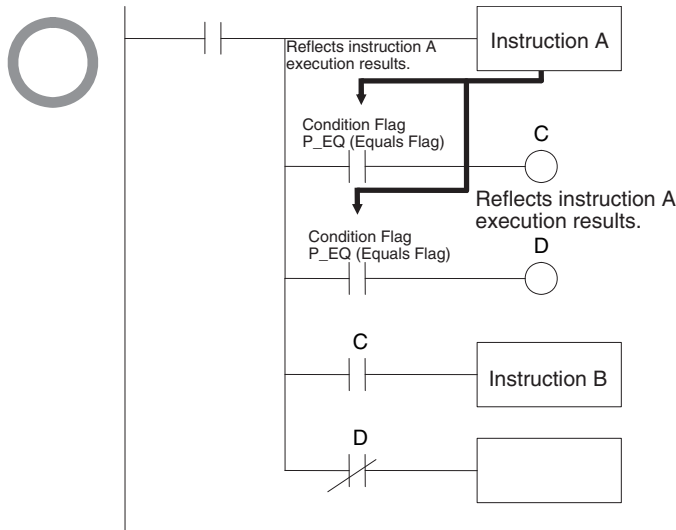 Instruction A
Reflects instruction A
execution results.
Condition Flag
P_EQ (Equals Flag)
C
Reflects instruction A
execution results.
Condition Flag
P_EQ (Equals Flag)
D
C
Instruction B
D